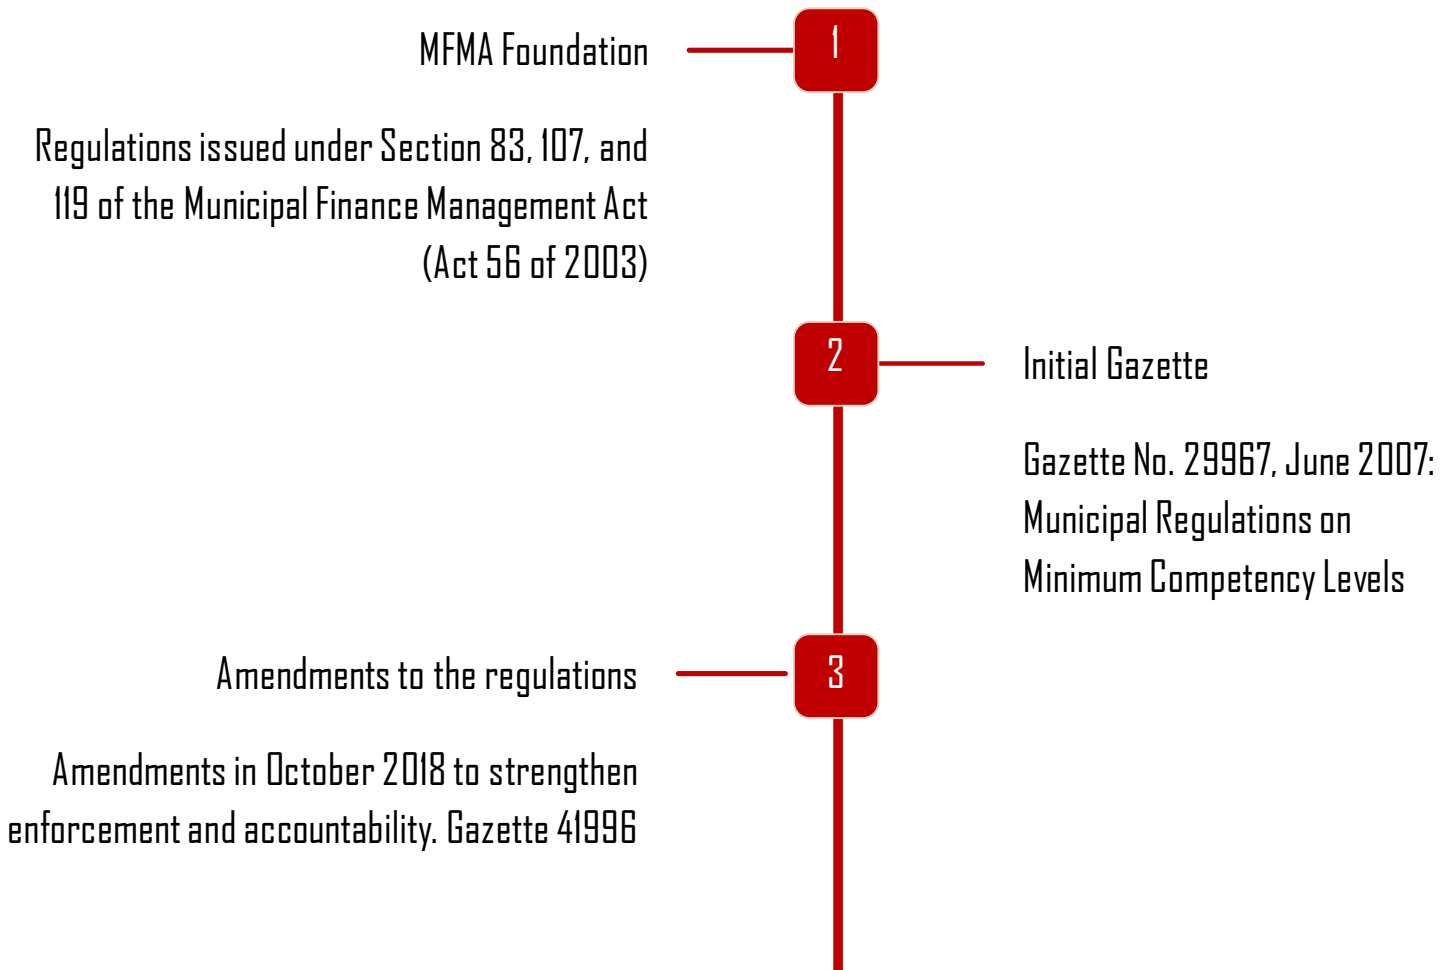 1
MFMA Foundation
Regulations issued under Section 83, 107, and
119 of the Municipal Finance Management Act
(Act 56 of 2003)
2
Initial Gazette
Gazette No. 29967, June 2007:
Municipal Regulations on
Minimum Competency Levels
3
Amendments to the regulations
Amendments in October 2018 to strengthen
enforcement and accountability. Gazette 41996